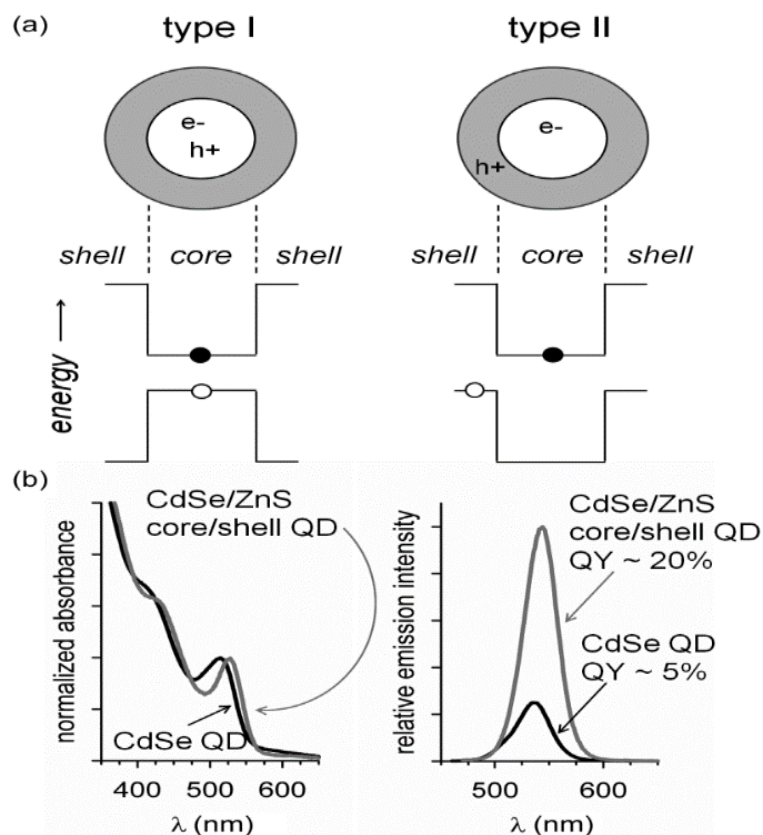 (a)
type I
type II
e-
h+
e-
h+
shell core shell
shell core shell
energy →
(b)
CdSe/ZnS
core/shell QD
CdSe QD
normalized absorbance
400 500 600
λ (nm)
CdSe/ZnS
core/shell QD
QY ~ 20%
CdSe QD
QY ~ 5%
relative emission intensity
500 600
λ (nm)